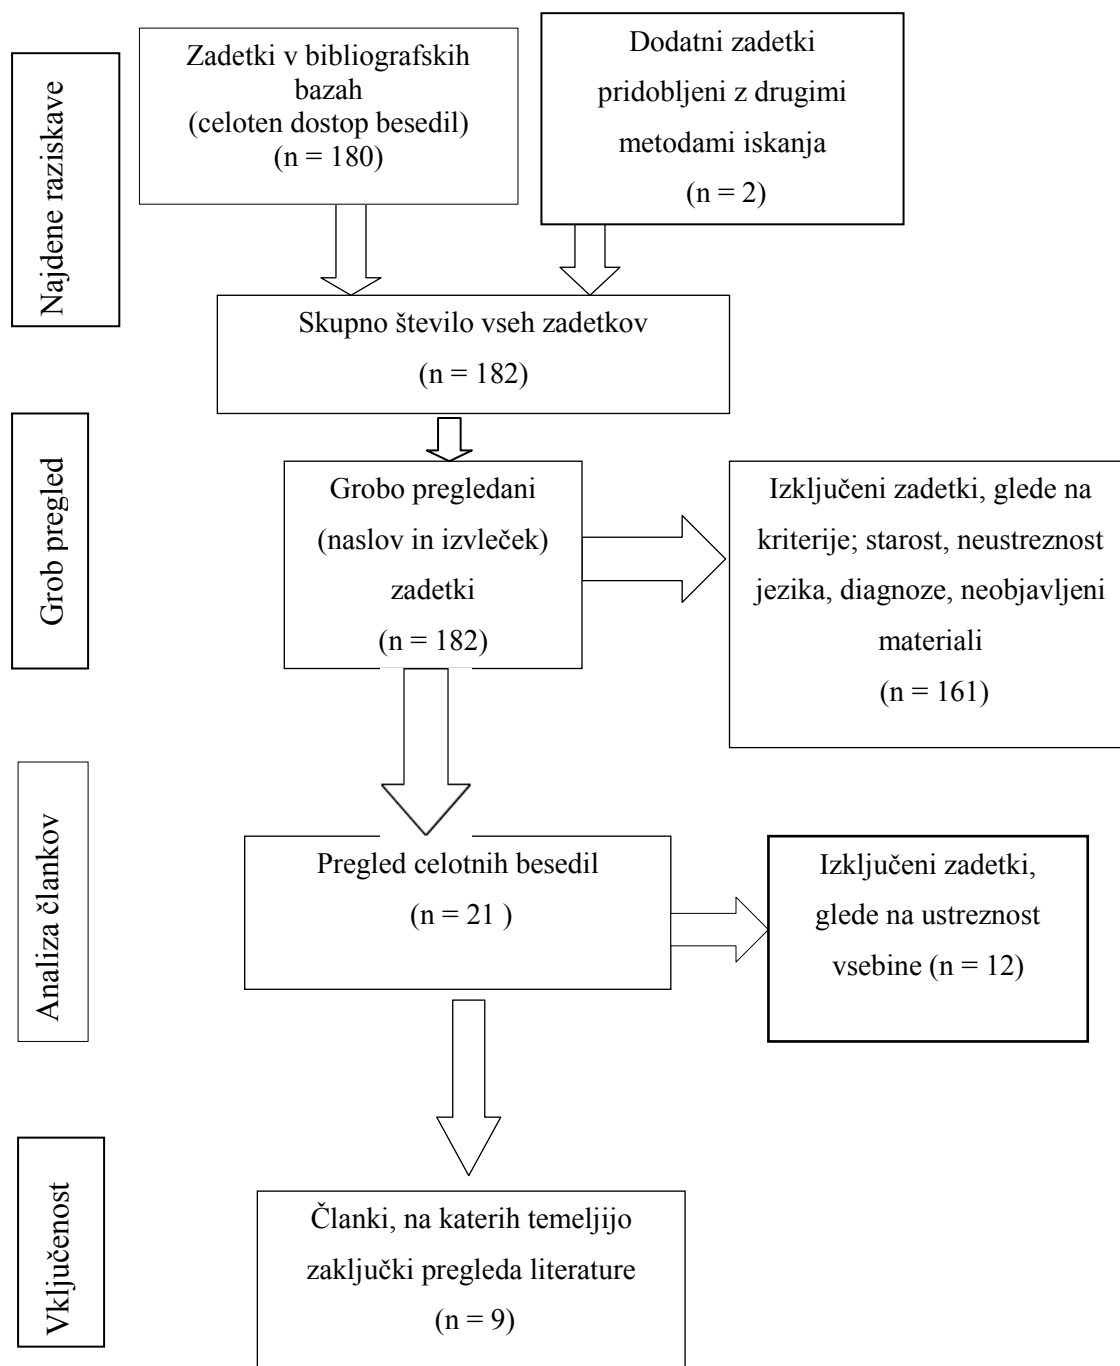 Najdene raziskave
Zadetki v bibliografskih
bazah
(celoten dostop besedil)
(n = 180)
Dodatni zadetki
pridobljeni z drugimi
metodami iskanja
(n = 2)
Skupno število vseh zadetkov
(n = 182)
Grob pregled
Grobo pregledani
(naslov in izvleček)
zadetki
(n = 182)
Izključeni zadetki, glede na
kriterije; starost, neustreznost
jezika, diagnoze, neobjavljeni
materiali
(n = 161)
Analiza člankov
Pregled celotnih besedil
(n = 21 )
Izključeni zadetki,
glede na ustreznost
vsebine (n = 12)
Vključenost
Članki, na katerih temeljijo
zaključki pregleda literature
(n = 9)